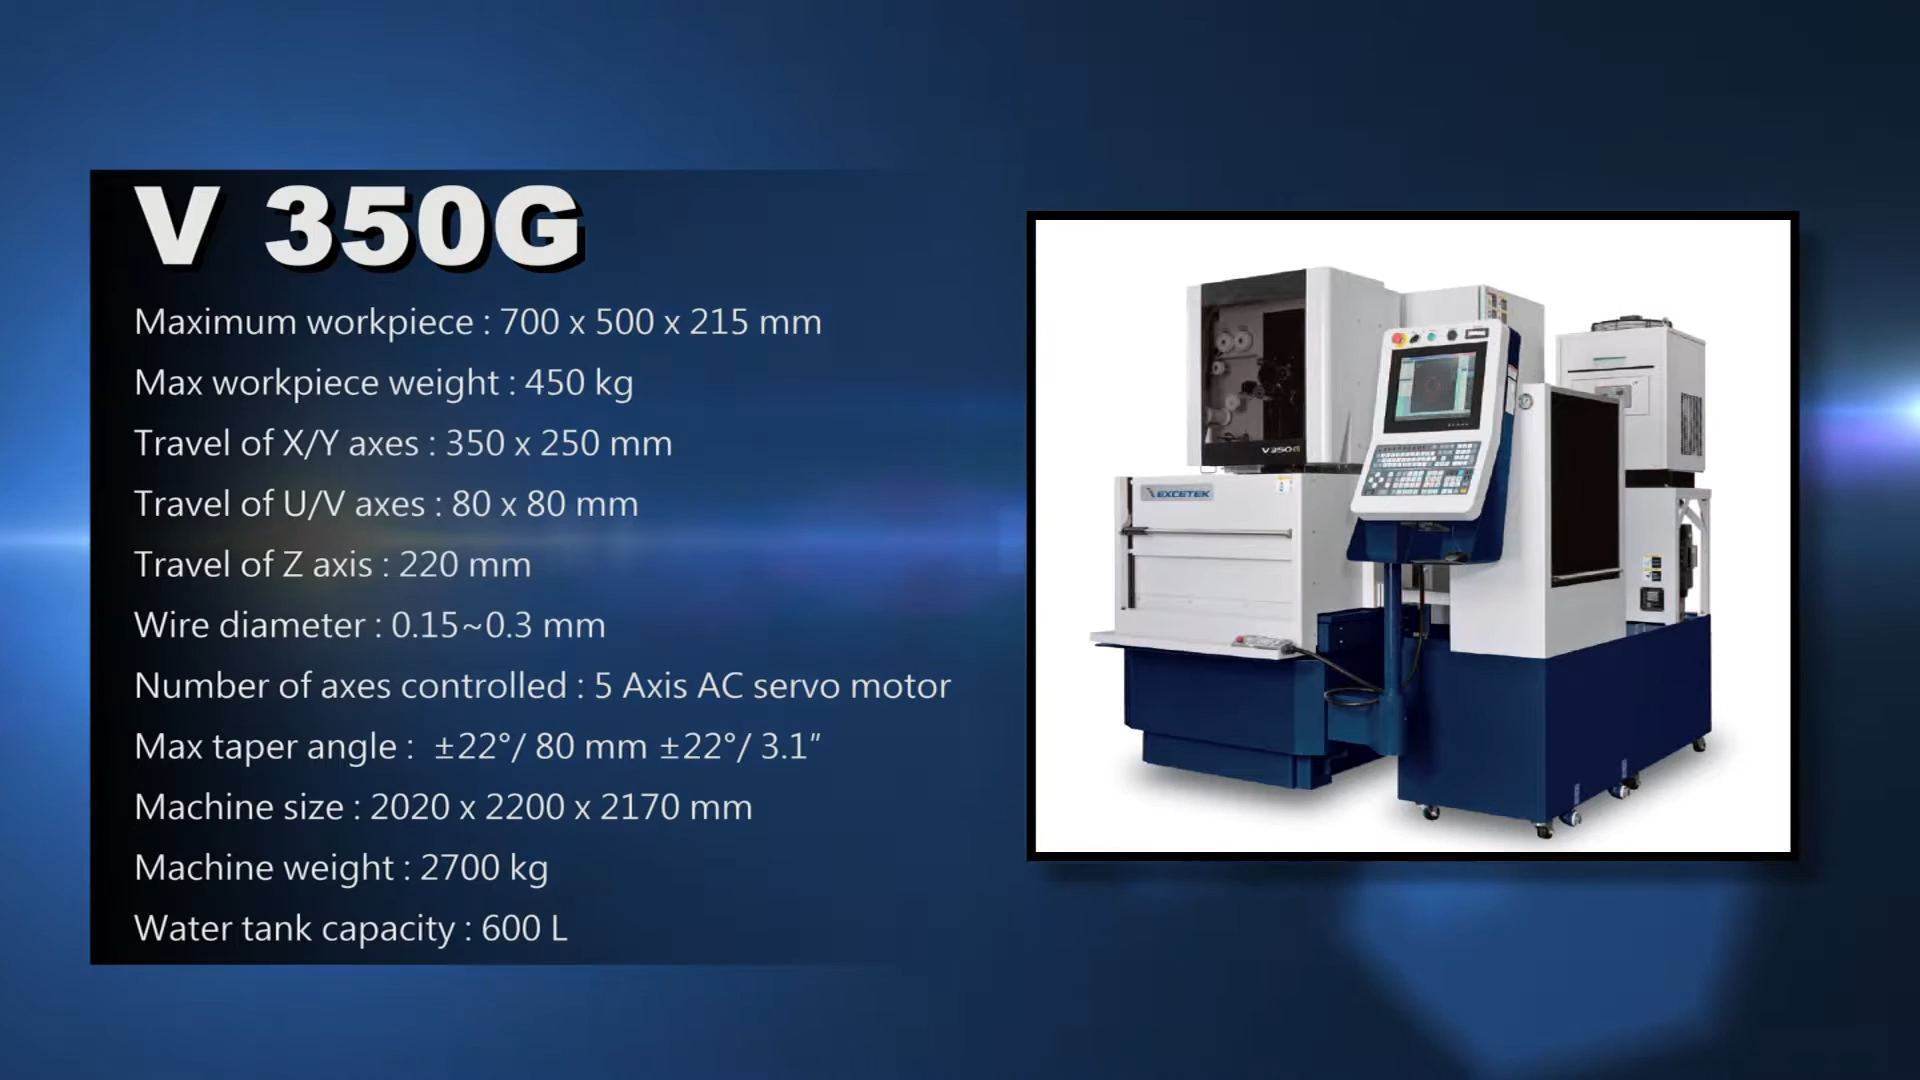 V 350G
Maximum workpiece : 700 x 500 x 215 mm
Max workpiece weight : 450 kg
Travel of X/Y axes : 350 x 250 mm
Travel of U/V axes : 80 x 80 mm
Travel of Z axis : 220 mm
Wire diameter : 0.15~0.3 mm
Number of axes controlled : 5 Axis AC servo motor
Max taper angle :  ±22°/ 80 mm ±22°/ 3.1″
Machine size : 2020 x 2200 x 2170 mm
Machine weight : 2700 kg
Water tank capacity : 600 L
V 350G
EXCETEK